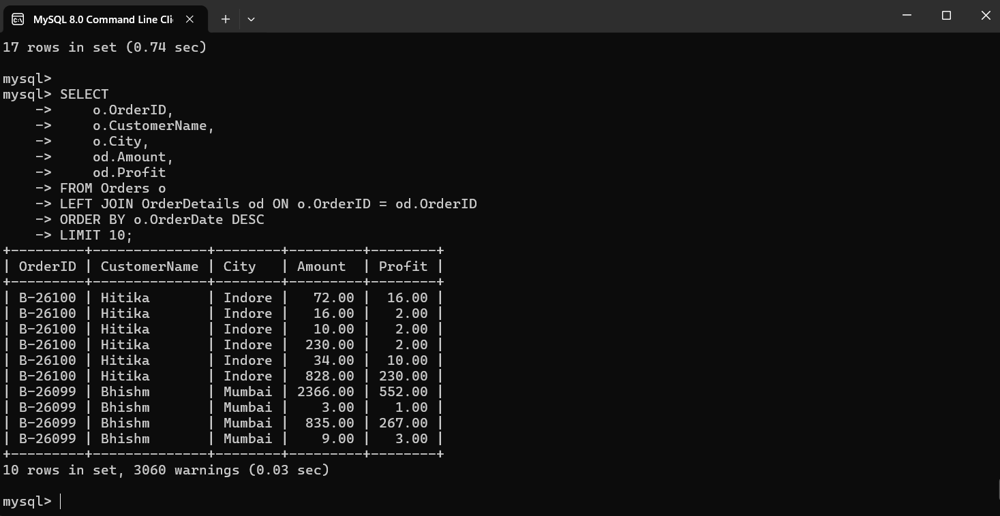 MySQL 8.0 Command Line Cli
17 rows in set (0.74 sec)
mysql>
mysql> SELECT
    ->     o.OrderID,
    ->     o.CustomerName,
    ->     o.City,
    ->     od.Amount,
    ->     od.Profit
    -> FROM Orders o
    -> LEFT JOIN OrderDetails od ON o.OrderID = od.OrderID
    -> ORDER BY o.OrderDate DESC
    -> LIMIT 10;
+---------+--------------+--------+---------+--------+
| OrderID | CustomerName | City   | Amount  | Profit |
+---------+--------------+--------+---------+--------+
| B-26100 | Hitika       | Indore |   72.00 |  16.00 |
| B-26100 | Hitika       | Indore |   16.00 |   2.00 |
| B-26100 | Hitika       | Indore |   10.00 |   2.00 |
| B-26100 | Hitika       | Indore |  230.00 |   2.00 |
| B-26100 | Hitika       | Indore |   34.00 |  10.00 |
| B-26100 | Hitika       | Indore |  828.00 | 230.00 |
| B-26099 | Bhishm       | Mumbai | 2366.00 | 552.00 |
| B-26099 | Bhishm       | Mumbai |    3.00 |   1.00 |
| B-26099 | Bhishm       | Mumbai |  835.00 | 267.00 |
| B-26099 | Bhishm       | Mumbai |    9.00 |   3.00 |
+---------+--------------+--------+---------+--------+
10 rows in set, 3060 warnings (0.03 sec)
mysql>